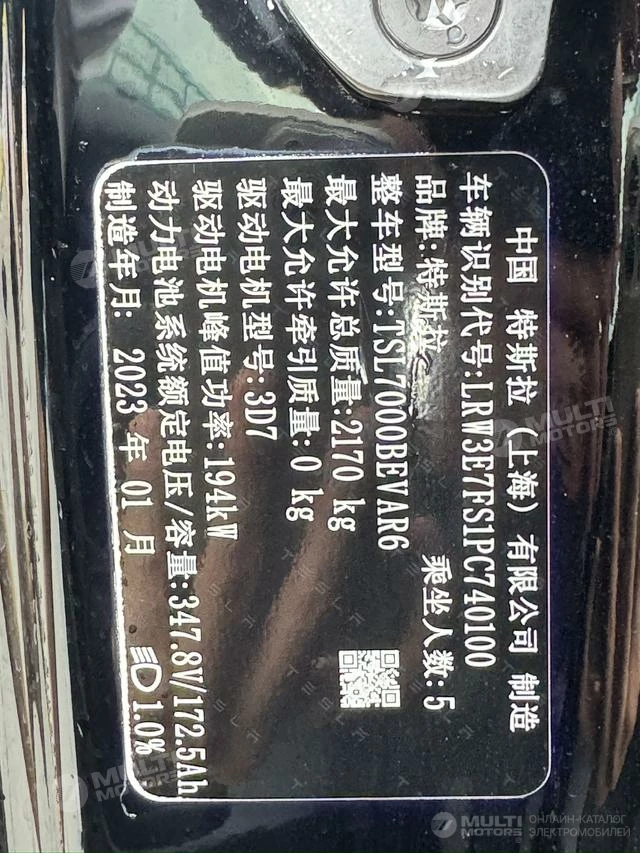 中国 特斯拉 (上海) 有限公司 制造
车辆识别代号:LRW3E7FS1PC740100
品牌:特斯拉 乘坐人数:5
整车型号:TSL7000BEVAR6
最大允许总质量:2170 kg
最大允许牵引质量:0 kg
驱动电机型号:3D7
驱动电机峰值功率:194kW
动力电池系统额定电压/容量:347.8V/172.5Ah
制造年月: 2023 年 01 月 1.0%
TESLA
MULTI MOTORS
MULTI MOTORS ОНЛАЙН-КАТАЛОГ ЭЛЕКТРОМОБИЛЕЙ